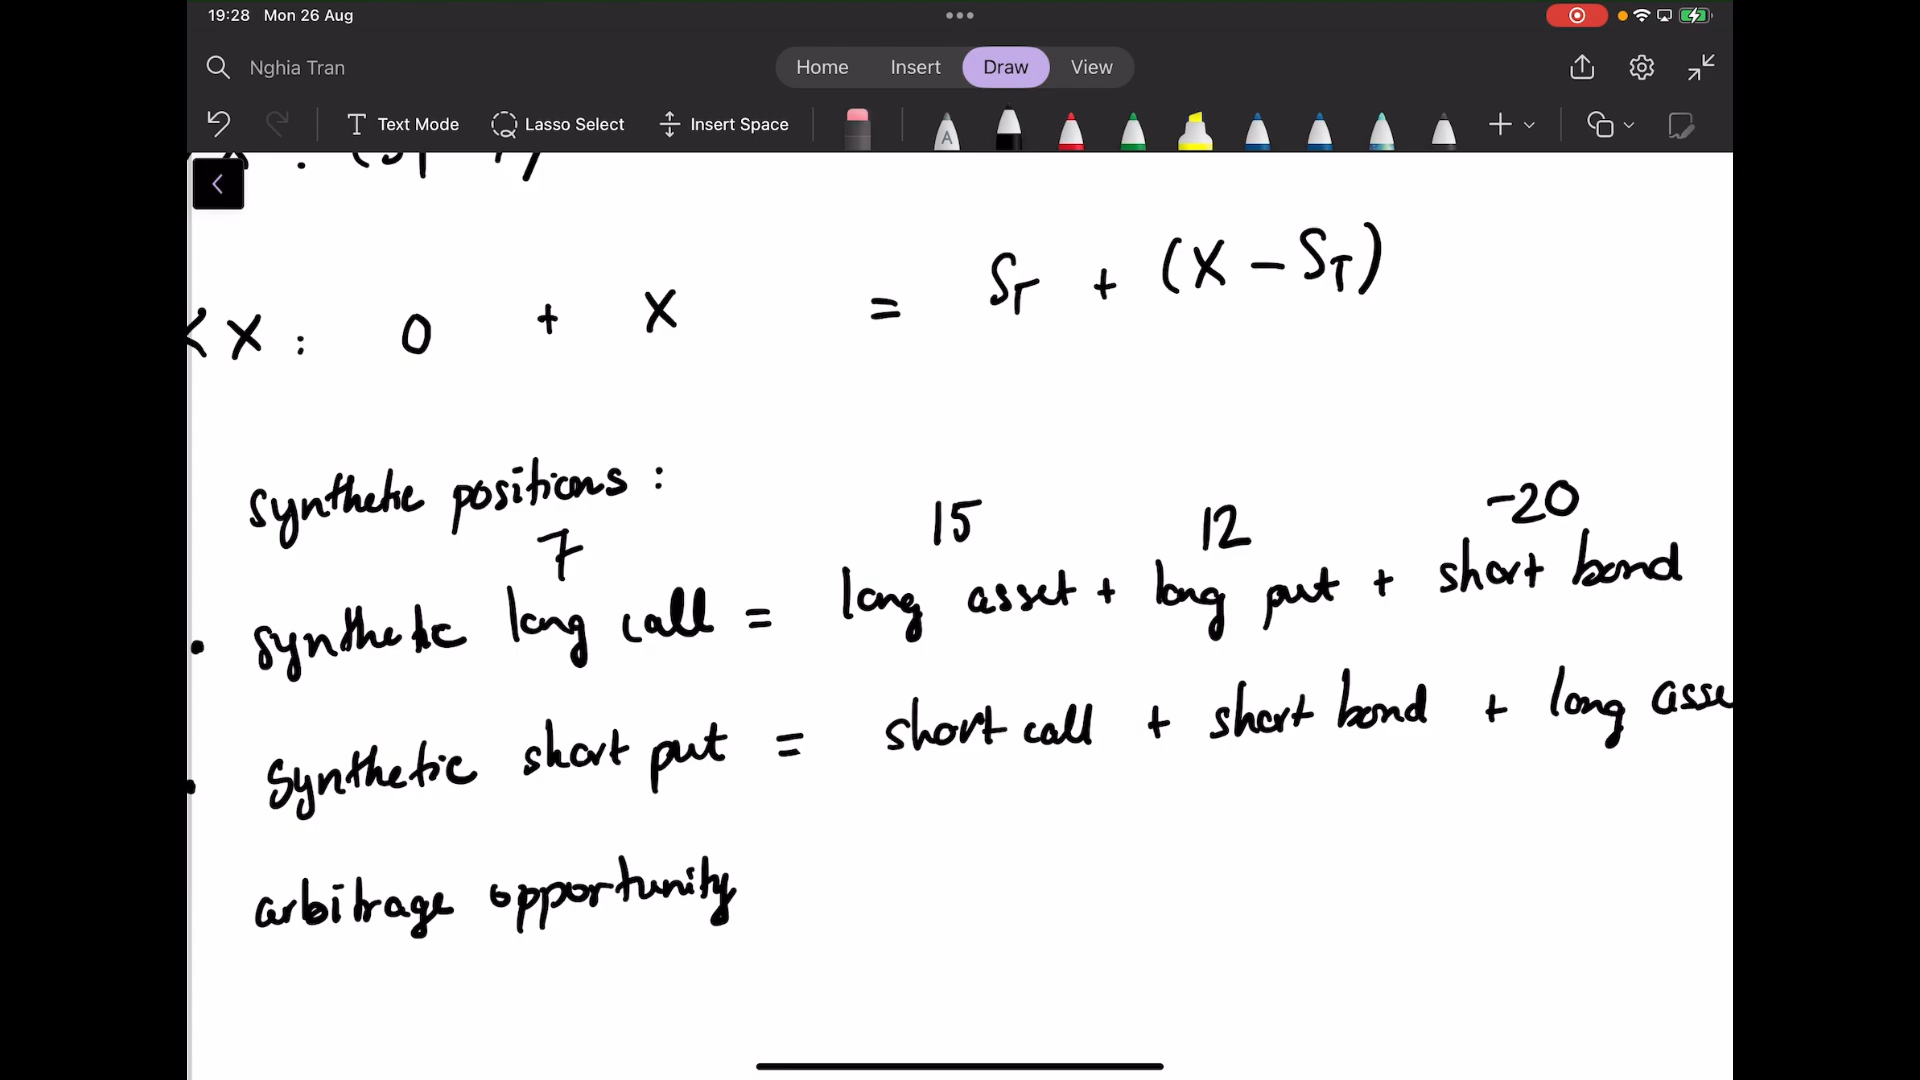 19:28 Mon 26 Aug
Nghia Tran
Home Insert Draw View
Text Mode Lasso Select Insert Space
A
< X : 0 + X = S_T + (X - S_T)
Synthetic positions :
7 15 12 -20
• synthetic long call = long asset + long put + short bond
• Synthetic short put = short call + short bond + long asse
arbitrage opportunity